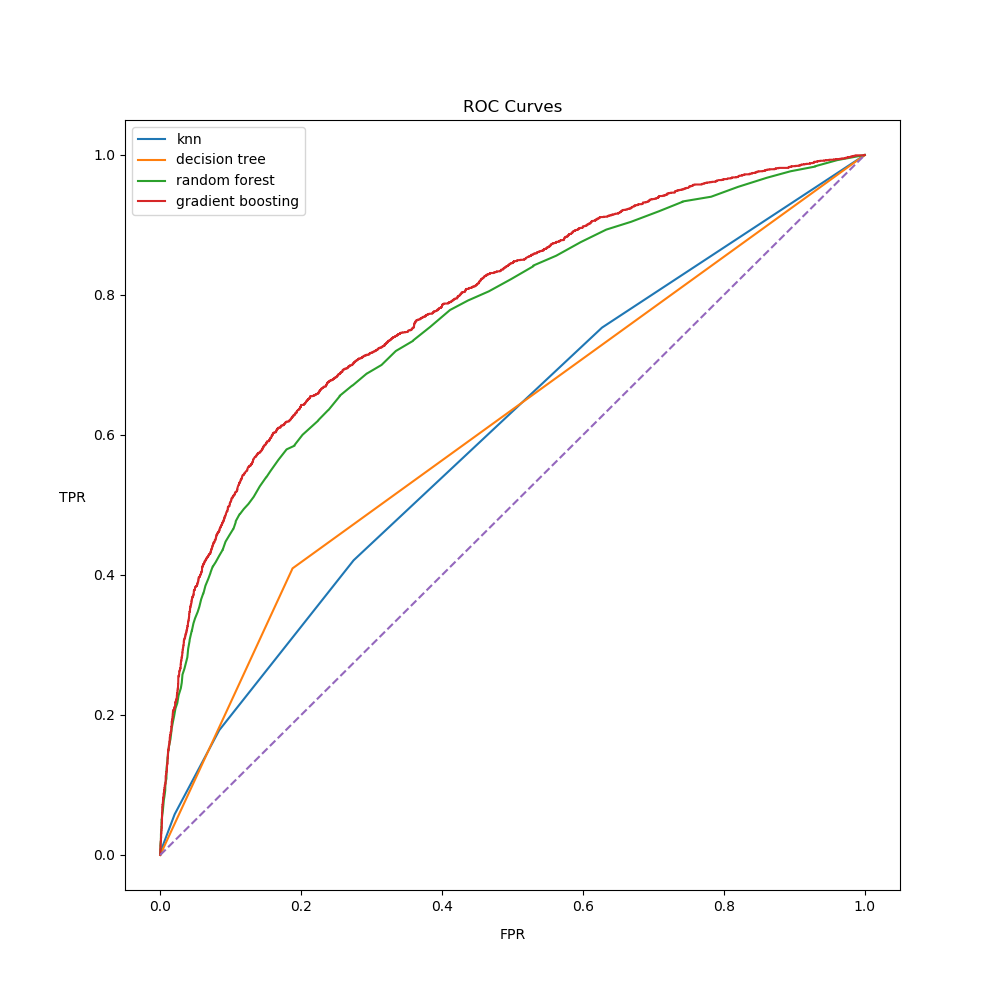 ROC Curves
knn
decision tree
random forest
gradient boosting
1.0
0.8
0.6
TPR
0.4
0.2
0.0
0.0 0.2 0.4 0.6 0.8 1.0
FPR